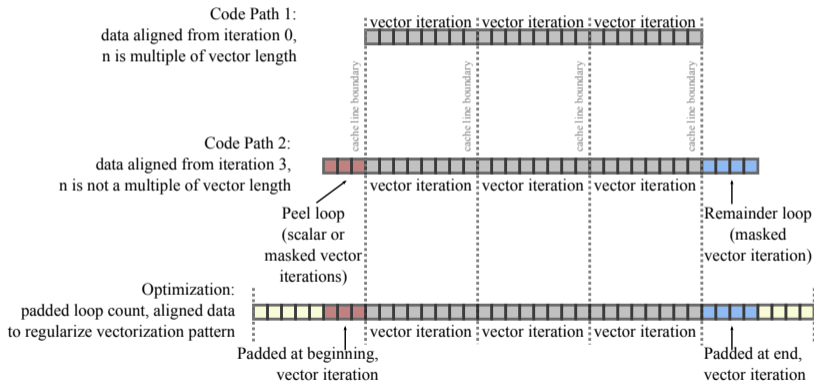 Code Path 1:
data aligned from iteration 0,
n is multiple of vector length
vector iteration vector iteration vector iteration
cache line boundary
cache line boundary
cache line boundary
cache line boundary
Code Path 2:
data aligned from iteration 3,
n is not a multiple of vector length
vector iteration vector iteration vector iteration
Peel loop
(scalar or
masked vector
iterations)
Remainder loop
(masked
vector iteration)
Optimization:
padded loop count, aligned data
to regularize vectorization pattern
vector iteration vector iteration vector iteration
Padded at beginning,
vector iteration
Padded at end,
vector iteration